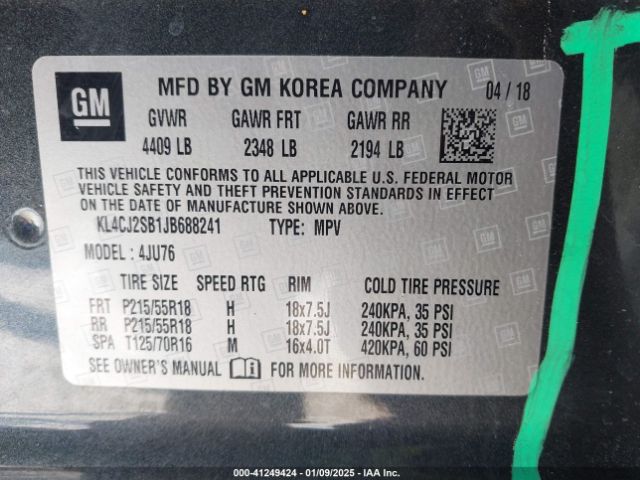 GM MFD BY GM KOREA COMPANY 04 / 18
GVWR GAWR FRT GAWR RR
4409 LB 2348 LB 2194 LB
THIS VEHICLE CONFORMS TO ALL APPLICABLE U.S. FEDERAL MOTOR
VEHICLE SAFETY AND THEFT PREVENTION STANDARDS IN EFFECT
ON THE DATE OF MANUFACTURE SHOWN ABOVE.
KL4CJ2SB1JB688241 TYPE: MPV
MODEL : 4JU76
TIRE SIZE SPEED RTG RIM COLD TIRE PRESSURE
FRT P215/55R18 H 18x7.5J 240KPA, 35 PSI
RR P215/55R18 H 18x7.5J 240KPA, 35 PSI
SPA T125/70R16 M 16x4.0T 420KPA, 60 PSI
SEE OWNER'S MANUAL FOR MORE INFORMATION
000-41249424 - 01/09/2025 - IAA Inc.